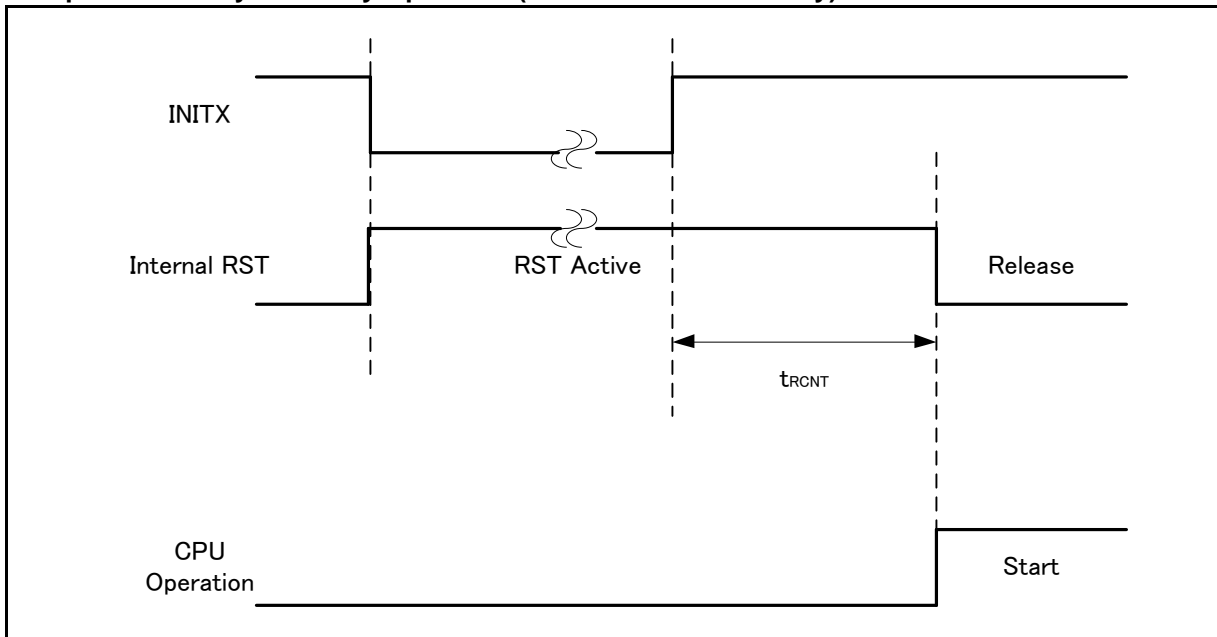 INITX
Internal RST
RST Active
Release
tRCNT
CPU
Operation
Start